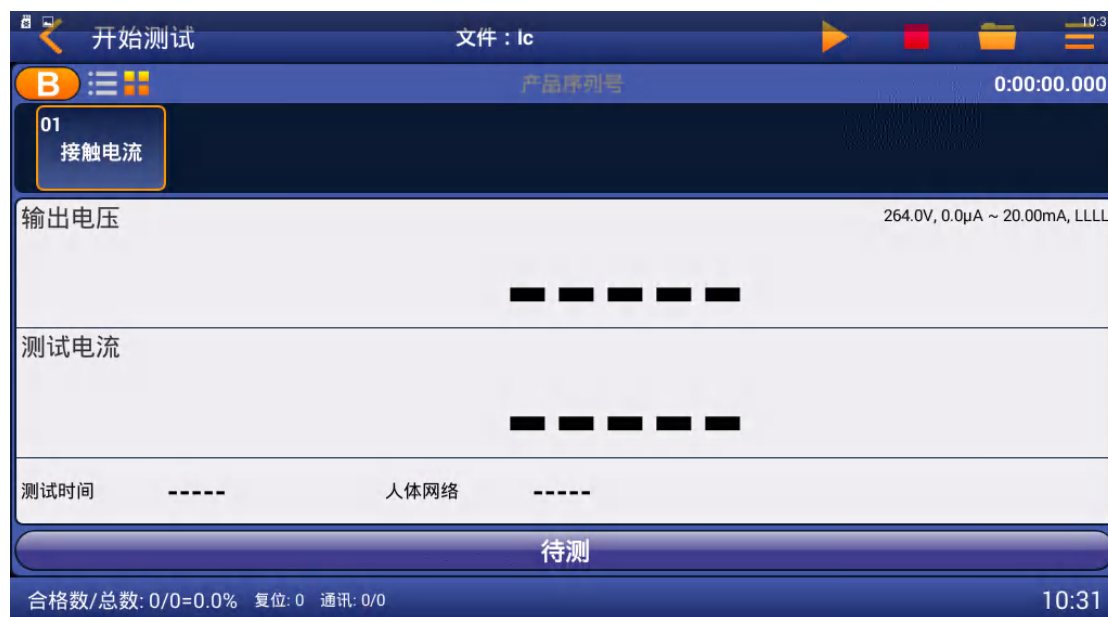 开始测试 文件：lc 10:3
B 产品序列号 0:00:00.000
01
接触电流
输出电压 264.0V, 0.0μA ~ 20.00mA, LLLL
-----
测试电流
-----
测试时间 ----- 人体网络 -----
待测
合格数/总数: 0/0=0.0% 复位: 0 通讯: 0/0 10:31